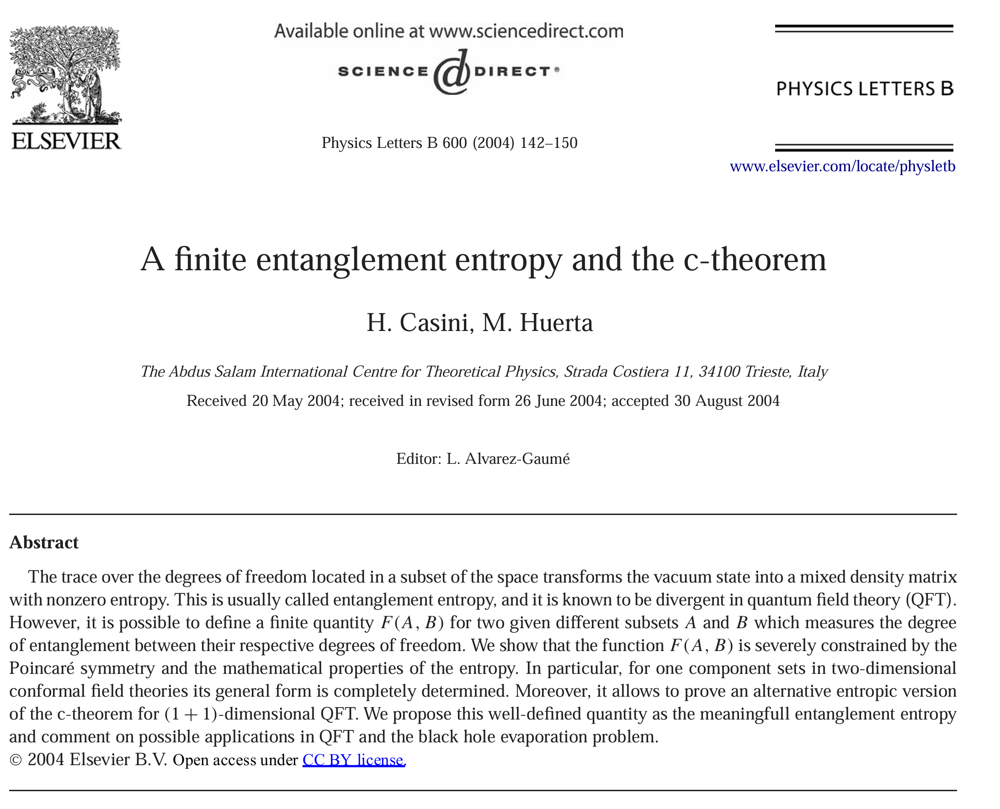 Available online at www.sciencedirect.com
SCIENCE DIRECT®
NON SOLUS
ELSEVIER
PHYSICS LETTERS B
Physics Letters B 600 (2004) 142–150
www.elsevier.com/locate/physletb
A finite entanglement entropy and the c-theorem
H. Casini, M. Huerta
The Abdus Salam International Centre for Theoretical Physics, Strada Costiera 11, 34100 Trieste, Italy
Received 20 May 2004; received in revised form 26 June 2004; accepted 30 August 2004
Editor: L. Alvarez-Gaumé
Abstract
The trace over the degrees of freedom located in a subset of the space transforms the vacuum state into a mixed density matrix
with nonzero entropy. This is usually called entanglement entropy, and it is known to be divergent in quantum field theory (QFT).
However, it is possible to define a finite quantity F(A, B) for two given different subsets A and B which measures the degree
of entanglement between their respective degrees of freedom. We show that the function F(A, B) is severely constrained by the
Poincaré symmetry and the mathematical properties of the entropy. In particular, for one component sets in two-dimensional
conformal field theories its general form is completely determined. Moreover, it allows to prove an alternative entropic version
of the c-theorem for (1 + 1)-dimensional QFT. We propose this well-defined quantity as the meaningfull entanglement entropy
and comment on possible applications in QFT and the black hole evaporation problem.
© 2004 Elsevier B.V. Open access under CC BY license.